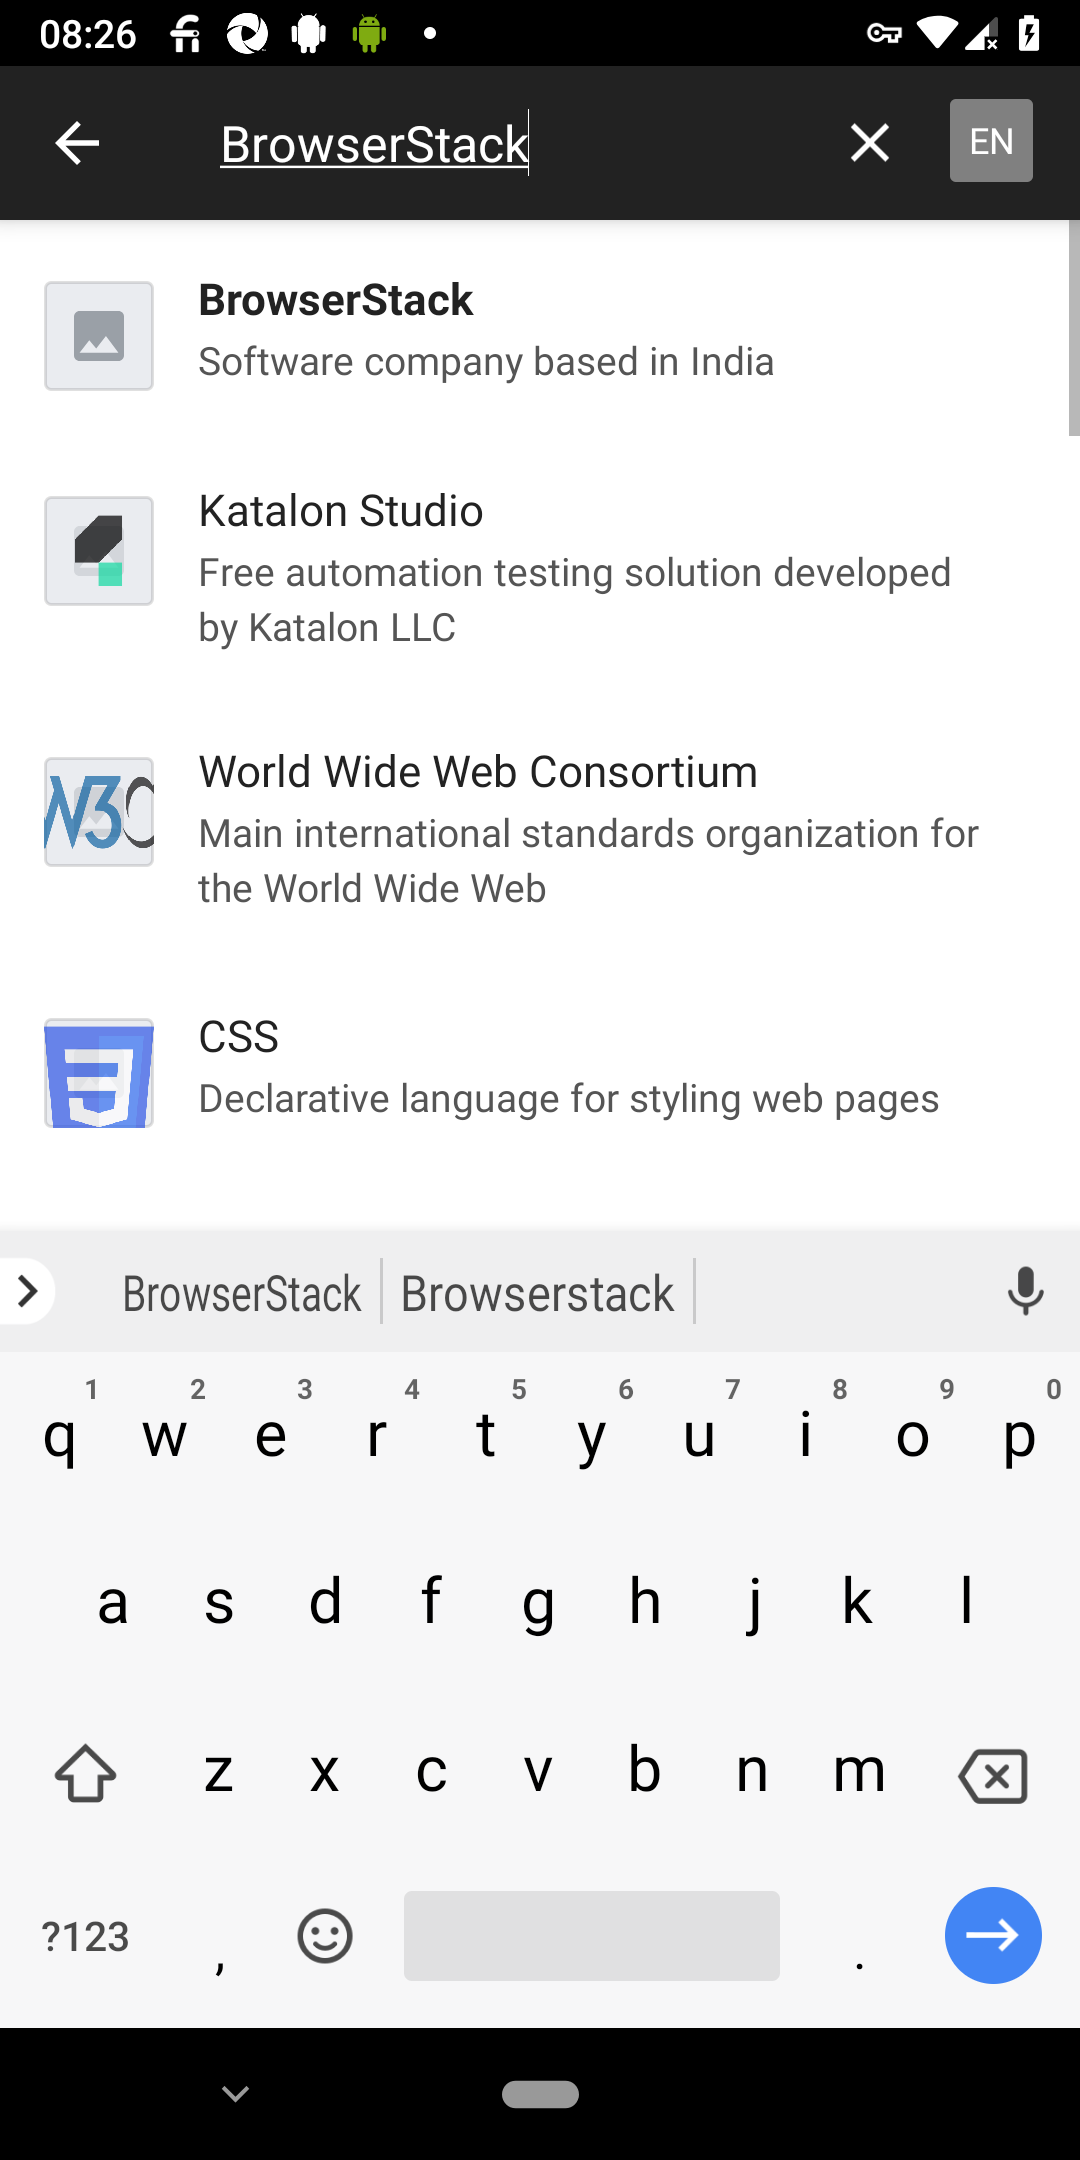 08:26
BrowserStack
EN
BrowserStack
Software company based in India
Katalon Studio
Free automation testing solution developed
by Katalon LLC
W3C
World Wide Web Consortium
Main international standards organization for
the World Wide Web
CSS
Declarative language for styling web pages
BrowserStack Browserstack
1 2 3 4 5 6 7 8 9 0
q w e r t y u i o p
a s d f g h j k l
z x c v b n m
?123 , .